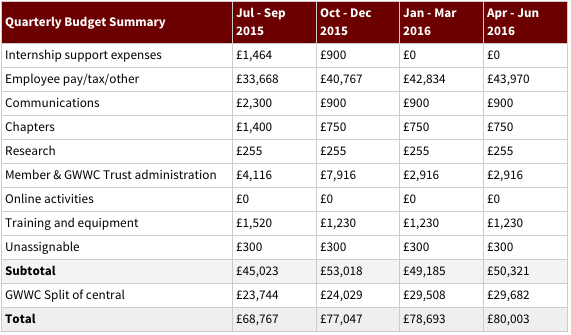 Quarterly Budget Summary Jul - Sep 2015 Oct - Dec 2015 Jan - Mar 2016 Apr - Jun 2016
Internship support expenses £1,464 £900 £0 £0
Employee pay/tax/other £33,668 £40,767 £42,834 £43,970
Communications £2,300 £900 £900 £900
Chapters £1,400 £750 £750 £750
Research £255 £255 £255 £255
Member & GWWC Trust administration £4,116 £7,916 £2,916 £2,916
Online activities £0 £0 £0 £0
Training and equipment £1,520 £1,230 £1,230 £1,230
Unassignable £300 £300 £300 £300
Subtotal £45,023 £53,018 £49,185 £50,321
GWWC Split of central £23,744 £24,029 £29,508 £29,682
Total £68,767 £77,047 £78,693 £80,003